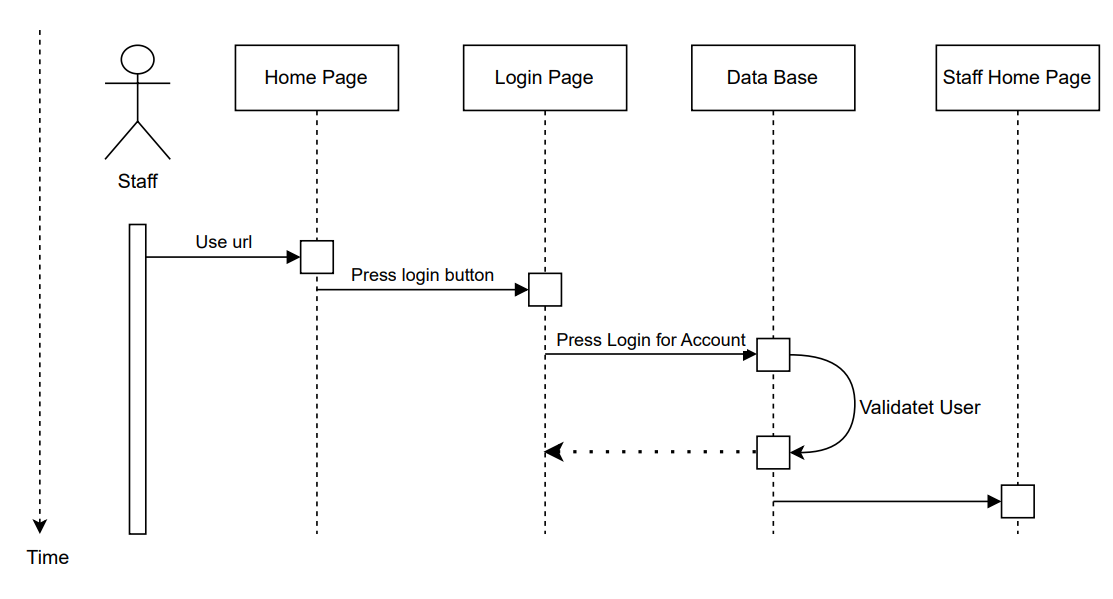 Home Page
Login Page
Data Base
Staff Home Page
Staff
Use url
Press login button
Press Login for Account
Validatet User
Time